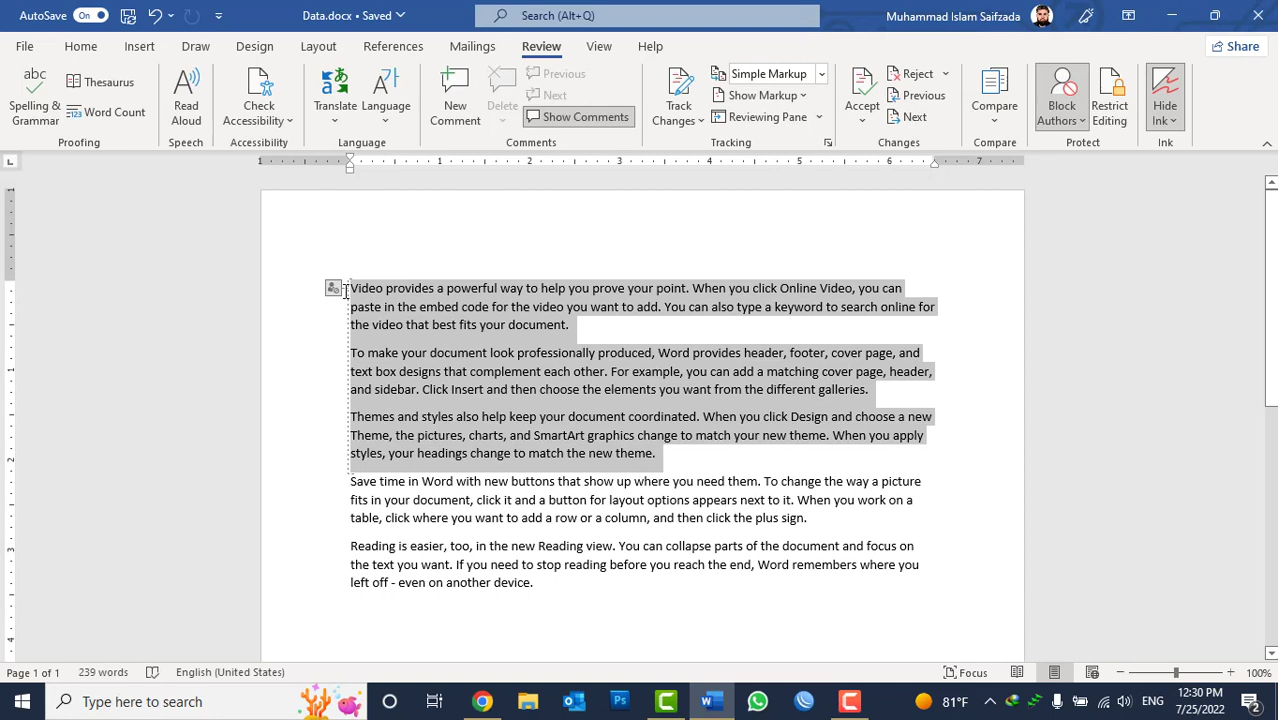 AutoSave On Data.docx • Saved Search (Alt+Q) Muhammad Islam Saifzada
File Home Insert Draw Design Layout References Mailings Review View Help Share
abc Spelling & Grammar
Thesaurus
Word Count
Read Aloud
Check Accessibility
Translate
Language
New Comment
Delete
Previous
Next
Show Comments
Track Changes
Simple Markup
Show Markup
Reviewing Pane
Accept
Reject
Previous
Next
Compare
Block Authors
Restrict Editing
Hide Ink
Proofing Speech Accessibility Language Comments Tracking Changes Compare Protect Ink
1 1 2 3 4 5 6 7
1
1
2
3
4
Video provides a powerful way to help you prove your point. When you click Online Video, you can
paste in the embed code for the video you want to add. You can also type a keyword to search online for
the video that best fits your document.
To make your document look professionally produced, Word provides header, footer, cover page, and
text box designs that complement each other. For example, you can add a matching cover page, header,
and sidebar. Click Insert and then choose the elements you want from the different galleries.
Themes and styles also help keep your document coordinated. When you click Design and choose a new
Theme, the pictures, charts, and SmartArt graphics change to match your new theme. When you apply
styles, your headings change to match the new theme.
Save time in Word with new buttons that show up where you need them. To change the way a picture
fits in your document, click it and a button for layout options appears next to it. When you work on a
table, click where you want to add a row or a column, and then click the plus sign.
Reading is easier, too, in the new Reading view. You can collapse parts of the document and focus on
the text you want. If you need to stop reading before you reach the end, Word remembers where you
left off - even on another device.
Page 1 of 1 239 words English (United States) Focus 100%
Type here to search 81°F ENG 12:30 PM
7/25/2022 2